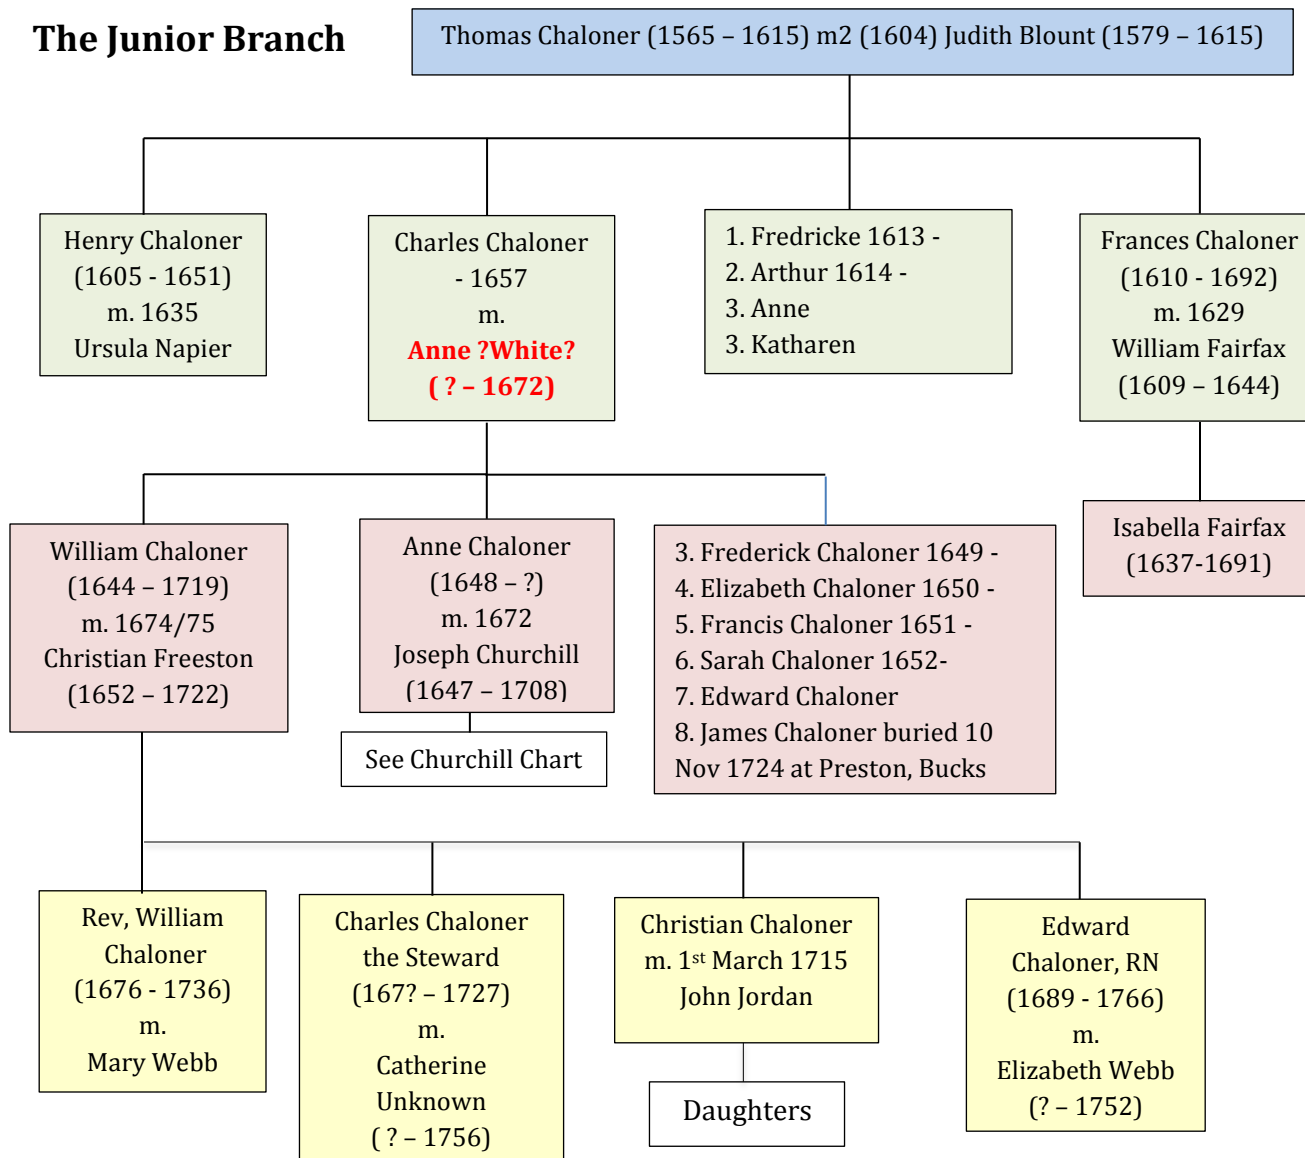 The Junior Branch
Thomas Chaloner (1565 – 1615) m2 (1604) Judith Blount (1579 – 1615)
Henry Chaloner
(1605 - 1651)
m. 1635
Ursula Napier
Charles Chaloner
- 1657
m.
Anne ?White?
( ? – 1672)
1. Fredricke 1613 -
2. Arthur 1614 -
3. Anne
3. Katharen
Frances Chaloner
(1610 - 1692)
m. 1629
William Fairfax
(1609 – 1644)
William Chaloner
(1644 – 1719)
m. 1674/75
Christian Freeston
(1652 – 1722)
Anne Chaloner
(1648 – ?)
m. 1672
Joseph Churchill
(1647 – 1708)
See Churchill Chart
3. Frederick Chaloner 1649 -
4. Elizabeth Chaloner 1650 -
5. Francis Chaloner 1651 -
6. Sarah Chaloner 1652-
7. Edward Chaloner
8. James Chaloner buried 10
Nov 1724 at Preston, Bucks
Isabella Fairfax
(1637-1691)
Rev, William
Chaloner
(1676 - 1736)
m.
Mary Webb
Charles Chaloner
the Steward
(167? – 1727)
m.
Catherine
Unknown
( ? – 1756)
Christian Chaloner
m. 1st March 1715
John Jordan
Daughters
Edward
Chaloner, RN
(1689 - 1766)
m.
Elizabeth Webb
(? – 1752)